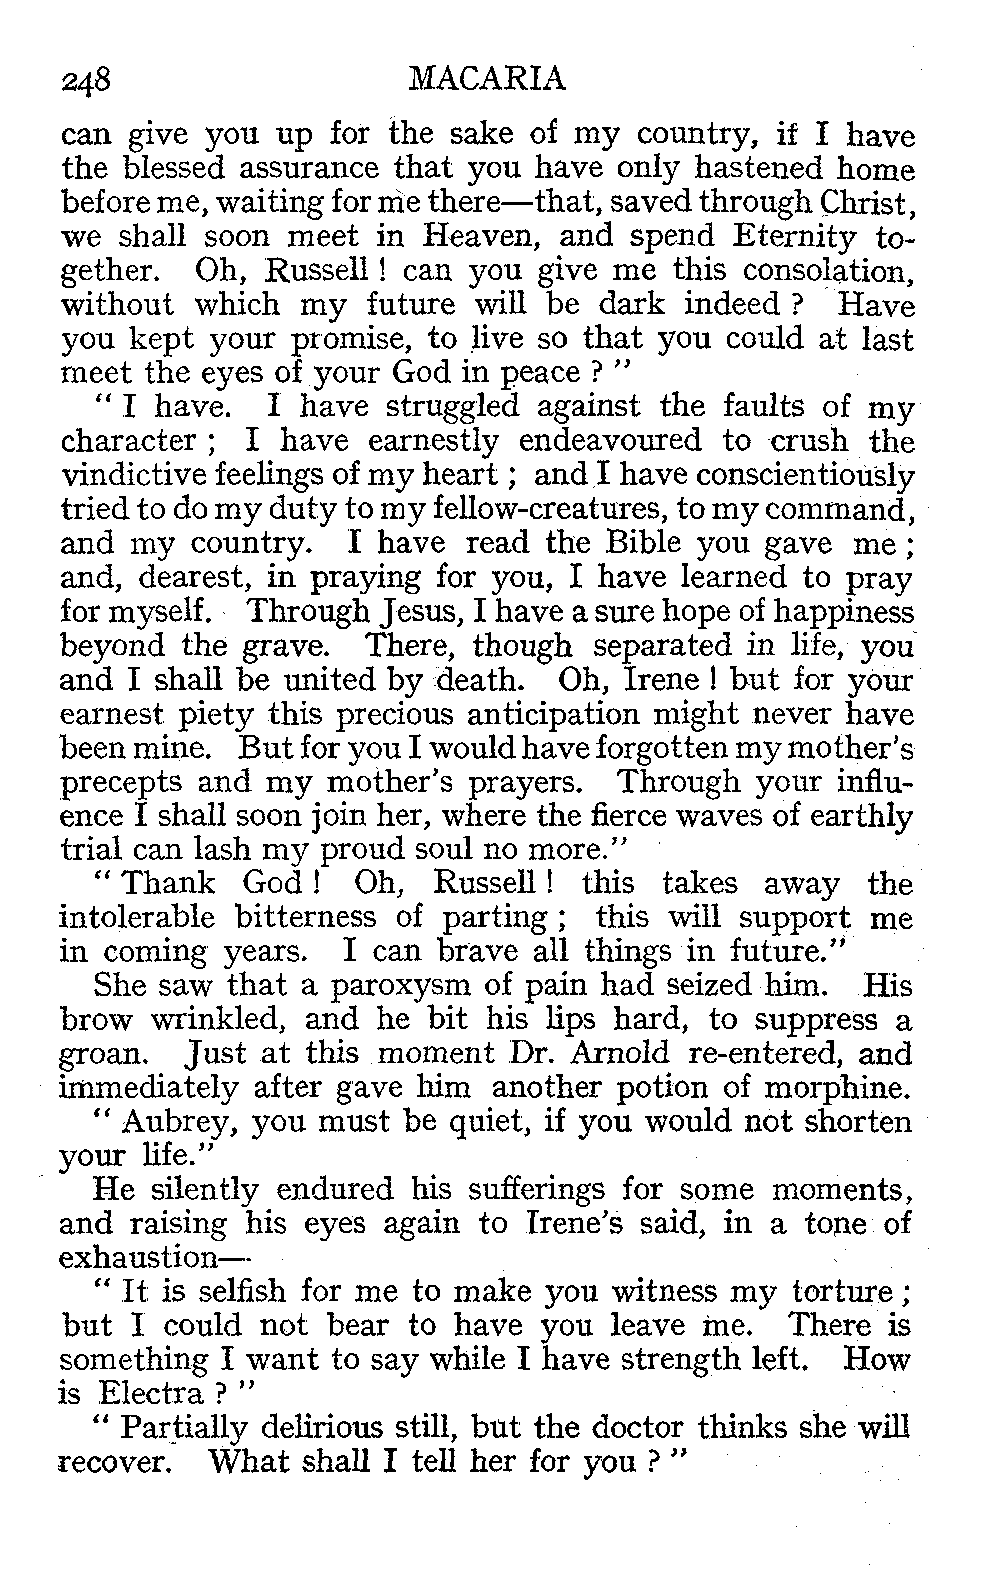 248 MACARIA
can give you up for the sake of my country, if I have
the blessed assurance that you have only hastened home
before me, waiting for me there—that, saved through Christ,
we shall soon meet in Heaven, and spend Eternity to-
gether. Oh, Russell ! can you give me this consolation,
without which my future will be dark indeed ? Have
you kept your promise, to live so that you could at last
meet the eyes of your God in peace ? ”
“ I have. I have struggled against the faults of my
character ; I have earnestly endeavoured to crush the
vindictive feelings of my heart ; and I have conscientiously
tried to do my duty to my fellow-creatures, to my command,
and my country. I have read the Bible you gave me ;
and, dearest, in praying for you, I have learned to pray
for myself. Through Jesus, I have a sure hope of happiness
beyond the grave. There, though separated in life, you
and I shall be united by death. Oh, Irene ! but for your
earnest piety this precious anticipation might never have
been mine. But for you I would have forgotten my mother’s
precepts and my mother’s prayers. Through your influ-
ence I shall soon join her, where the fierce waves of earthly
trial can lash my proud soul no more.”
“ Thank God ! Oh, Russell ! this takes away the
intolerable bitterness of parting ; this will support me
in coming years. I can brave all things in future.”
She saw that a paroxysm of pain had seized him. His
brow wrinkled, and he bit his lips hard, to suppress a
groan. Just at this moment Dr. Arnold re-entered, and
immediately after gave him another potion of morphine.
“ Aubrey, you must be quiet, if you would not shorten
your life.”
He silently endured his sufferings for some moments,
and raising his eyes again to Irene’s said, in a tone of
exhaustion—
“ It is selfish for me to make you witness my torture ;
but I could not bear to have you leave me. There is
something I want to say while I have strength left. How
is Electra ? ”
“ Partially delirious still, but the doctor thinks she will
recover. What shall I tell her for you ? ”